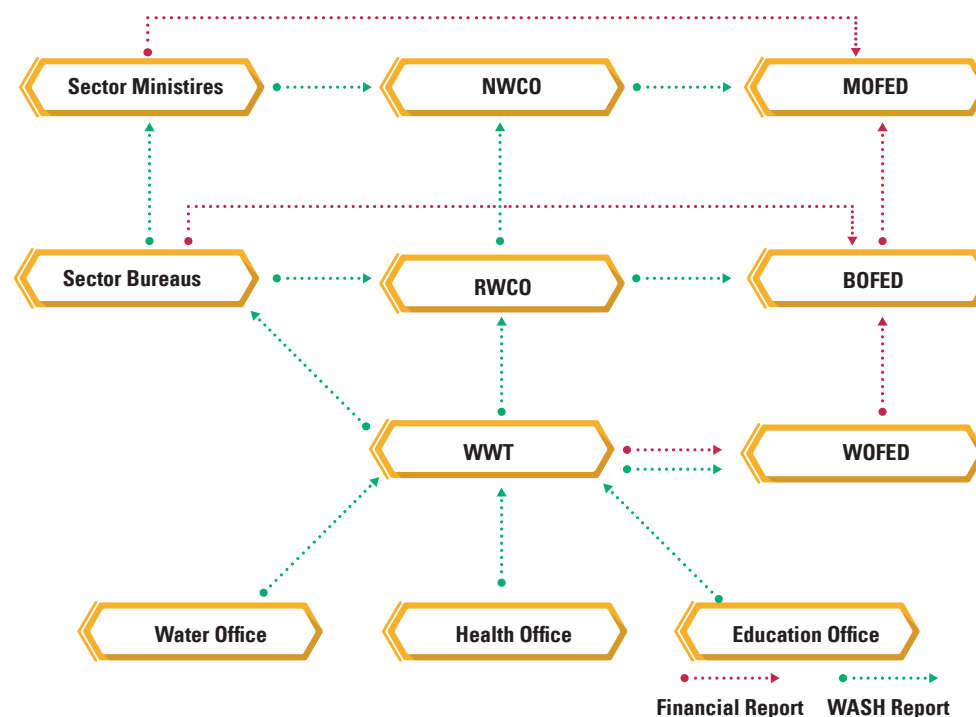 Sector Ministires
NWCO
MOFED
Sector Bureaus
RWCO
BOFED
WWT
WOFED
Water Office
Health Office
Education Office
Financial Report
WASH Report